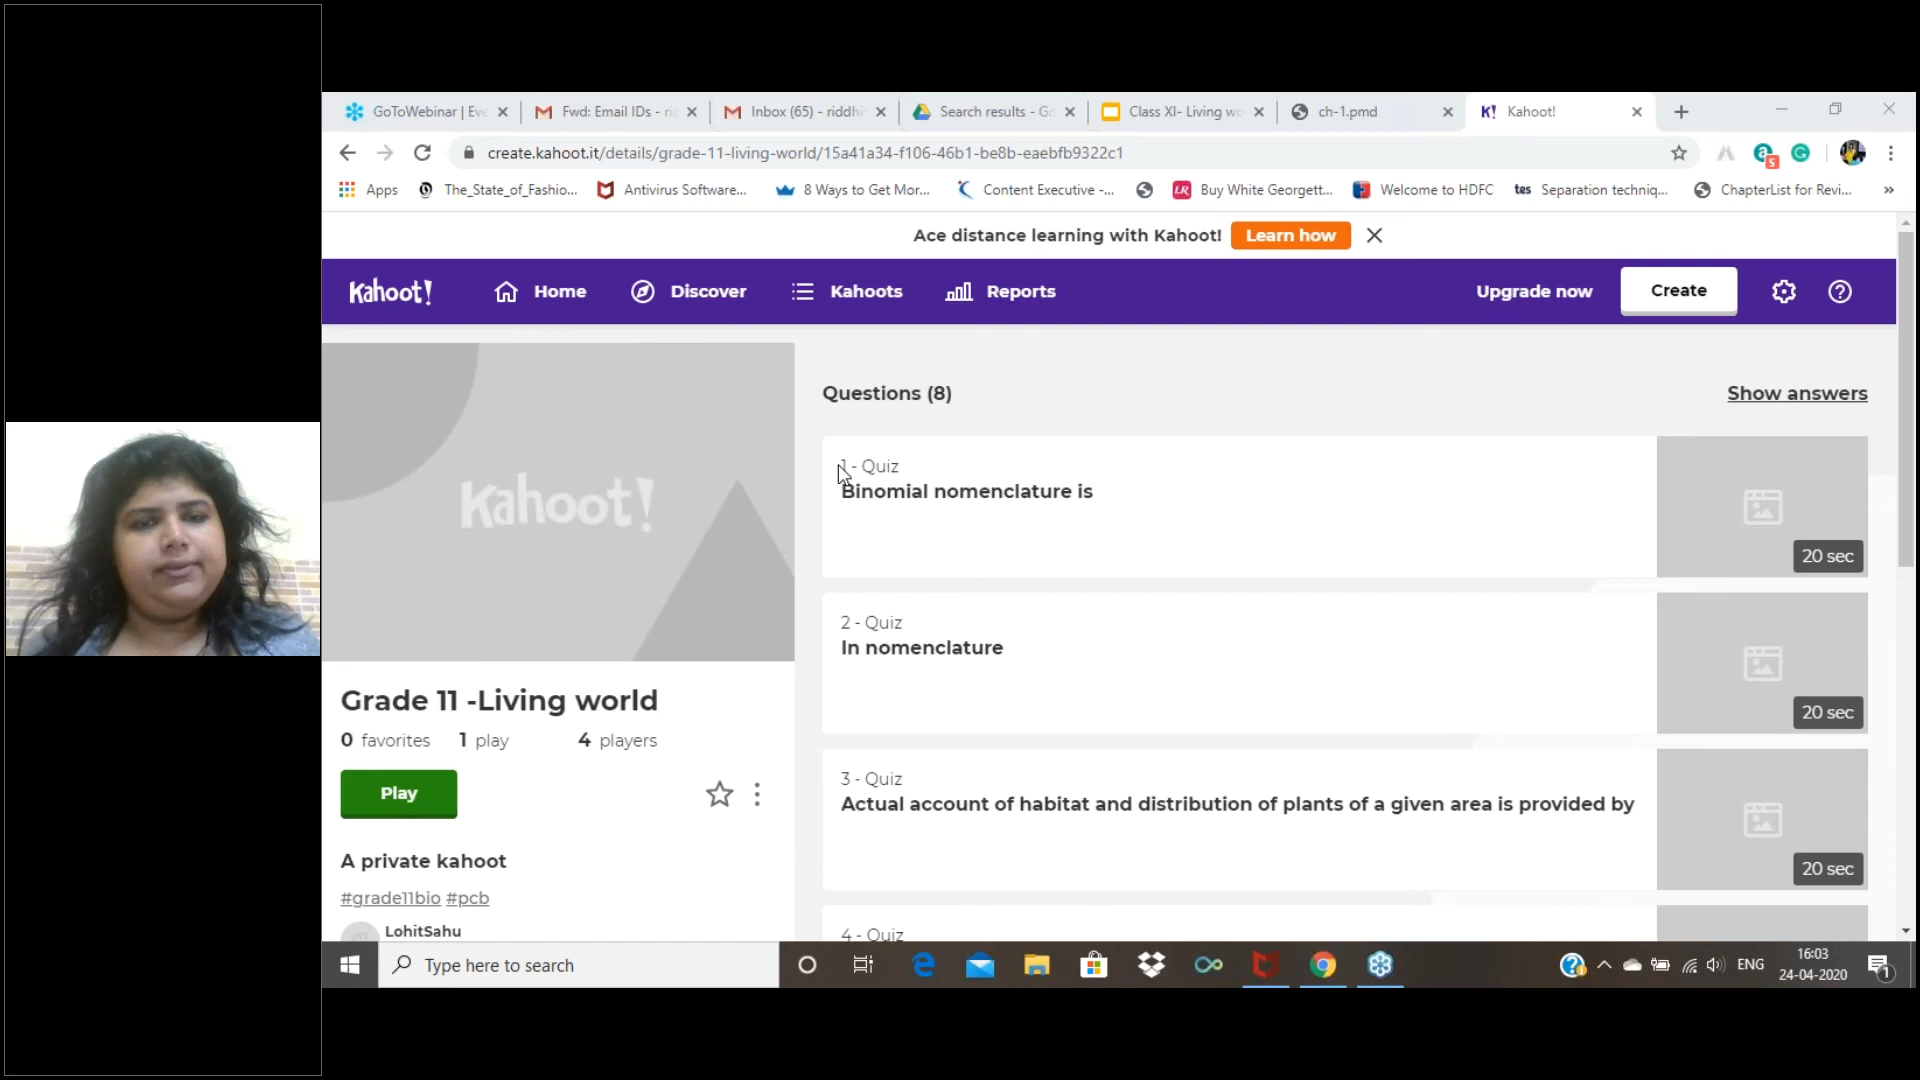 GoToWebinar | Eve
Fwd: Email IDs - ric
Inbox (65) - riddhi
Search results - Go
Class XI- Living wo
ch-1.pmd
K! Kahoot!
create.kahoot.it/details/grade-11-living-world/15a41a34-f106-46b1-be8b-eaebfb9322c1
5
Apps
The_State_of_Fashio...
Antivirus Software...
8 Ways to Get Mor...
Content Executive -...
LR Buy White Georgett...
Welcome to HDFC
tes Separation techniq...
ChapterList for Revi...
Ace distance learning with Kahoot! Learn how
Kahoot! Home Discover Kahoots Reports Upgrade now Create
Kahoot!
Questions (8) Show answers
1 - Quiz
Binomial nomenclature is
20 sec
2 - Quiz
In nomenclature
20 sec
3 - Quiz
Actual account of habitat and distribution of plants of a given area is provided by
20 sec
4 - Quiz
Grade 11 -Living world
0 favorites 1 play 4 players
Play
A private kahoot
#grade11bio #pcb
LohitSahu
Type here to search
ENG
16:03
24-04-2020
1